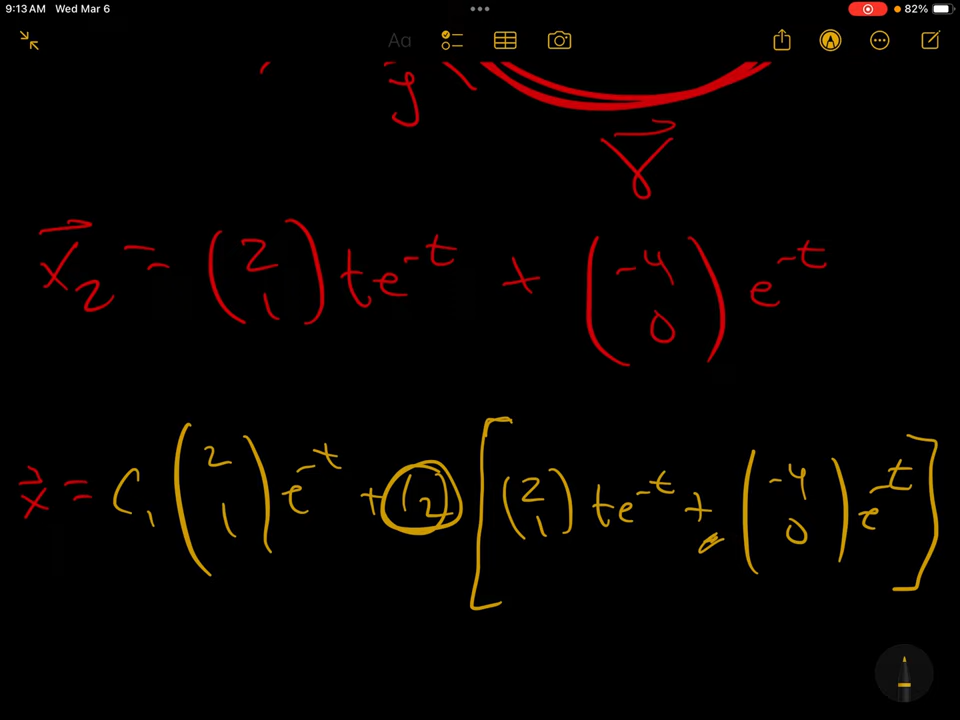 9:13 AM Wed Mar 6 82%
Aa
y
γ⃗
x⃗₂ = (2 1) te^-t + (-4 0) e^-t
x⃗ = C₁ (2 1) e^-t + C₂ [ (2 1) te^-t + (-4 0) e^-t ]